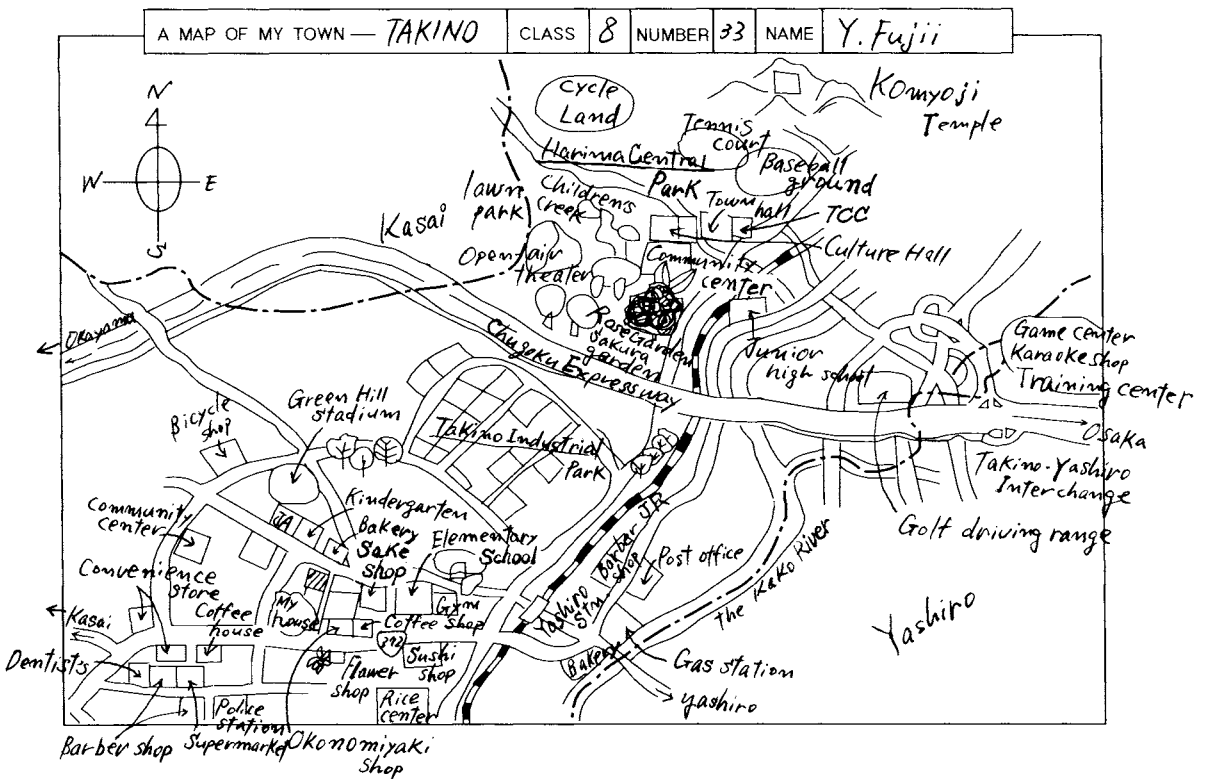 A MAP OF MY TOWN — TAKINO CLASS 8 NUMBER 33 NAME Y. Fujii
N
W E
S
Cycle
Land
Komyoji
Temple
Tennis
court
Harima Central
Park
Baseball
ground
lawn
park
Children's
Creek
Town hall
TCC
Culture Hall
Kasai
Open-air
theater
Community
center
Rose Garden
Sakura
garden
Okayama
Chugoku Expressway
Junior
high school
Game center
Karaoke shop
Training center
Osaka
Takino-Yashiro
Interchange
Golf driving range
Bicycle
shop
Green Hill
stadium
Takino Industrial
Park
Community
center
JA
Kindergarten
Bakery
Sake
shop
Elementary
School
Gym
Convenience
store
Coffee
house
My
house
Coffee shop
372
Kasai
Dentist's
Flower
shop
Sushi
shop
Rice
center
Police
station
Barber shop
Supermarket
Okonomiyaki
shop
JR
Barber
shop
Post office
Yashiro
Stn.
Bakery
Gas station
yashiro
the Kako River
Yashiro